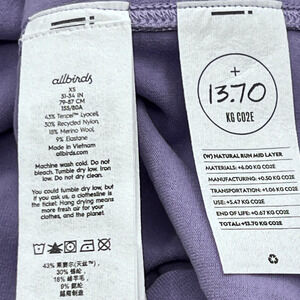 allbirds
XS
31-34 IN
79-87 CM
155/80A
43% Tencel™ Lyocell,
30% Recycled Nylon,
18% Merino Wool,
9% Elastane
Made in Vietnam
allbirds.com
Machine wash cold. Do not
bleach. Tumble dry low. Iron
low. Do not dry clean.
You could tumble dry low,
but if you do, clothesline is
the ticket! Hang drying means
more fresh air for your
clothes, and the planet.
43% 莱赛尔(天丝™)
30% 锦纶
18% 绵羊毛
9% 氨纶
越南制造
+
13.70
KG CO2E
(W) NATURAL RUN MID LAYER
MATERIALS: +6.00 KG CO2E
MANUFACTURING: +0.50 KG CO2E
TRANSPORTATION: +1.06 KG CO2E
USE: +5.47 KG CO2E
END OF LIFE: +0.67 KG CO2E
TOTAL: +13.70 KG CO2E